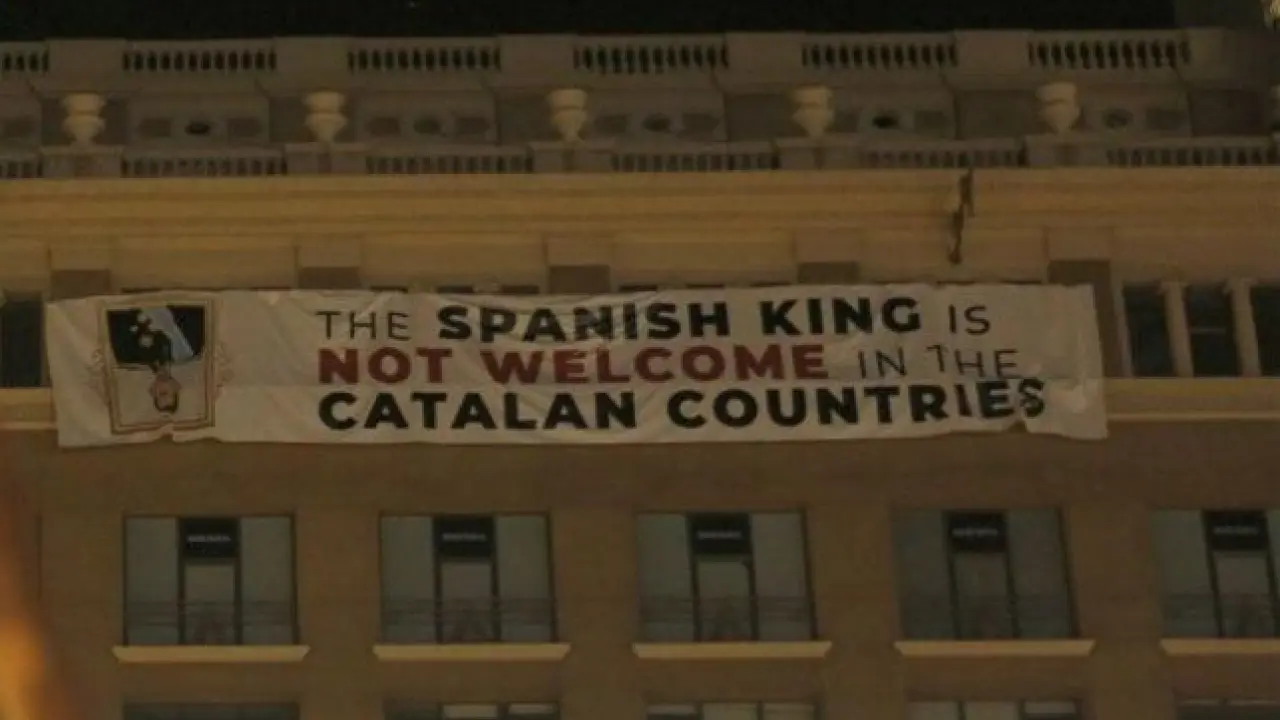 THE SPANISH KING IS
NOT WELCOME IN THE
CATALAN COUNTRIES